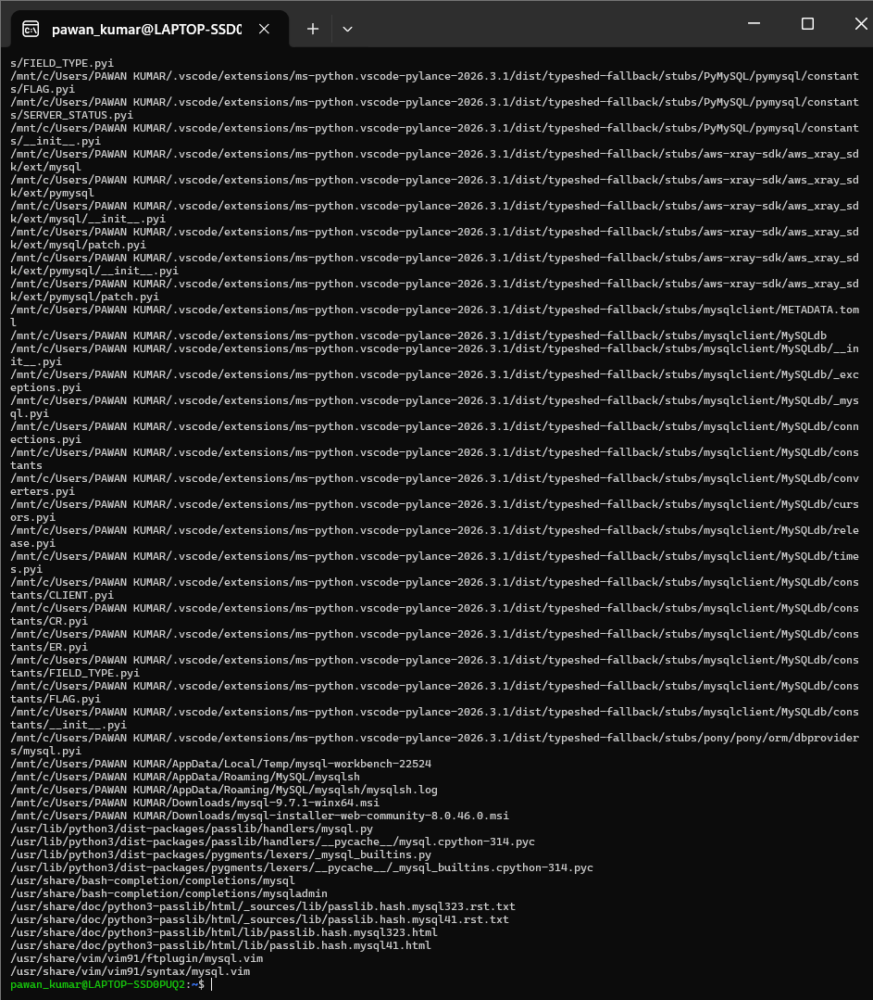 pawan_kumar@LAPTOP-SSD0
s/FIELD_TYPE.pyi
/mnt/c/Users/PAWAN KUMAR/.vscode/extensions/ms-python.vscode-pylance-2026.3.1/dist/typeshed-fallback/stubs/PyMySQL/pymysql/constant
s/FLAG.pyi
/mnt/c/Users/PAWAN KUMAR/.vscode/extensions/ms-python.vscode-pylance-2026.3.1/dist/typeshed-fallback/stubs/PyMySQL/pymysql/constant
s/SERVER_STATUS.pyi
/mnt/c/Users/PAWAN KUMAR/.vscode/extensions/ms-python.vscode-pylance-2026.3.1/dist/typeshed-fallback/stubs/PyMySQL/pymysql/constant
s/__init__.pyi
/mnt/c/Users/PAWAN KUMAR/.vscode/extensions/ms-python.vscode-pylance-2026.3.1/dist/typeshed-fallback/stubs/aws-xray-sdk/aws_xray_sd
k/ext/mysql
/mnt/c/Users/PAWAN KUMAR/.vscode/extensions/ms-python.vscode-pylance-2026.3.1/dist/typeshed-fallback/stubs/aws-xray-sdk/aws_xray_sd
k/ext/pymysql
/mnt/c/Users/PAWAN KUMAR/.vscode/extensions/ms-python.vscode-pylance-2026.3.1/dist/typeshed-fallback/stubs/aws-xray-sdk/aws_xray_sd
k/ext/mysql/__init__.pyi
/mnt/c/Users/PAWAN KUMAR/.vscode/extensions/ms-python.vscode-pylance-2026.3.1/dist/typeshed-fallback/stubs/aws-xray-sdk/aws_xray_sd
k/ext/mysql/patch.pyi
/mnt/c/Users/PAWAN KUMAR/.vscode/extensions/ms-python.vscode-pylance-2026.3.1/dist/typeshed-fallback/stubs/aws-xray-sdk/aws_xray_sd
k/ext/pymysql/__init__.pyi
/mnt/c/Users/PAWAN KUMAR/.vscode/extensions/ms-python.vscode-pylance-2026.3.1/dist/typeshed-fallback/stubs/aws-xray-sdk/aws_xray_sd
k/ext/pymysql/patch.pyi
/mnt/c/Users/PAWAN KUMAR/.vscode/extensions/ms-python.vscode-pylance-2026.3.1/dist/typeshed-fallback/stubs/mysqlclient/METADATA.tom
l
/mnt/c/Users/PAWAN KUMAR/.vscode/extensions/ms-python.vscode-pylance-2026.3.1/dist/typeshed-fallback/stubs/mysqlclient/MySQLdb
/mnt/c/Users/PAWAN KUMAR/.vscode/extensions/ms-python.vscode-pylance-2026.3.1/dist/typeshed-fallback/stubs/mysqlclient/MySQLdb/__in
it__.pyi
/mnt/c/Users/PAWAN KUMAR/.vscode/extensions/ms-python.vscode-pylance-2026.3.1/dist/typeshed-fallback/stubs/mysqlclient/MySQLdb/_exc
eptions.pyi
/mnt/c/Users/PAWAN KUMAR/.vscode/extensions/ms-python.vscode-pylance-2026.3.1/dist/typeshed-fallback/stubs/mysqlclient/MySQLdb/_mys
ql.pyi
/mnt/c/Users/PAWAN KUMAR/.vscode/extensions/ms-python.vscode-pylance-2026.3.1/dist/typeshed-fallback/stubs/mysqlclient/MySQLdb/conn
ections.pyi
/mnt/c/Users/PAWAN KUMAR/.vscode/extensions/ms-python.vscode-pylance-2026.3.1/dist/typeshed-fallback/stubs/mysqlclient/MySQLdb/cons
tants
/mnt/c/Users/PAWAN KUMAR/.vscode/extensions/ms-python.vscode-pylance-2026.3.1/dist/typeshed-fallback/stubs/mysqlclient/MySQLdb/conv
erters.pyi
/mnt/c/Users/PAWAN KUMAR/.vscode/extensions/ms-python.vscode-pylance-2026.3.1/dist/typeshed-fallback/stubs/mysqlclient/MySQLdb/curs
ors.pyi
/mnt/c/Users/PAWAN KUMAR/.vscode/extensions/ms-python.vscode-pylance-2026.3.1/dist/typeshed-fallback/stubs/mysqlclient/MySQLdb/rele
ase.pyi
/mnt/c/Users/PAWAN KUMAR/.vscode/extensions/ms-python.vscode-pylance-2026.3.1/dist/typeshed-fallback/stubs/mysqlclient/MySQLdb/time
s.pyi
/mnt/c/Users/PAWAN KUMAR/.vscode/extensions/ms-python.vscode-pylance-2026.3.1/dist/typeshed-fallback/stubs/mysqlclient/MySQLdb/cons
tants/CLIENT.pyi
/mnt/c/Users/PAWAN KUMAR/.vscode/extensions/ms-python.vscode-pylance-2026.3.1/dist/typeshed-fallback/stubs/mysqlclient/MySQLdb/cons
tants/CR.pyi
/mnt/c/Users/PAWAN KUMAR/.vscode/extensions/ms-python.vscode-pylance-2026.3.1/dist/typeshed-fallback/stubs/mysqlclient/MySQLdb/cons
tants/ER.pyi
/mnt/c/Users/PAWAN KUMAR/.vscode/extensions/ms-python.vscode-pylance-2026.3.1/dist/typeshed-fallback/stubs/mysqlclient/MySQLdb/cons
tants/FIELD_TYPE.pyi
/mnt/c/Users/PAWAN KUMAR/.vscode/extensions/ms-python.vscode-pylance-2026.3.1/dist/typeshed-fallback/stubs/mysqlclient/MySQLdb/cons
tants/FLAG.pyi
/mnt/c/Users/PAWAN KUMAR/.vscode/extensions/ms-python.vscode-pylance-2026.3.1/dist/typeshed-fallback/stubs/mysqlclient/MySQLdb/cons
tants/__init__.pyi
/mnt/c/Users/PAWAN KUMAR/.vscode/extensions/ms-python.vscode-pylance-2026.3.1/dist/typeshed-fallback/stubs/pony/pony/orm/dbprovider
s/mysql.pyi
/mnt/c/Users/PAWAN KUMAR/AppData/Local/Temp/mysql-workbench-22524
/mnt/c/Users/PAWAN KUMAR/AppData/Roaming/MySQL/mysqlsh
/mnt/c/Users/PAWAN KUMAR/AppData/Roaming/MySQL/mysqlsh/mysqlsh.log
/mnt/c/Users/PAWAN KUMAR/Downloads/mysql-9.7.1-winx64.msi
/mnt/c/Users/PAWAN KUMAR/Downloads/mysql-installer-web-community-8.0.46.0.msi
/usr/lib/python3/dist-packages/passlib/handlers/mysql.py
/usr/lib/python3/dist-packages/passlib/handlers/__pycache__/mysql.cpython-314.pyc
/usr/lib/python3/dist-packages/pygments/lexers/_mysql_builtins.py
/usr/lib/python3/dist-packages/pygments/lexers/__pycache__/_mysql_builtins.cpython-314.pyc
/usr/share/bash-completion/completions/mysql
/usr/share/bash-completion/completions/mysqladmin
/usr/share/doc/python3-passlib/html/_sources/lib/passlib.hash.mysql323.rst.txt
/usr/share/doc/python3-passlib/html/_sources/lib/passlib.hash.mysql41.rst.txt
/usr/share/doc/python3-passlib/html/lib/passlib.hash.mysql323.html
/usr/share/doc/python3-passlib/html/lib/passlib.hash.mysql41.html
/usr/share/vim/vim91/ftplugin/mysql.vim
/usr/share/vim/vim91/syntax/mysql.vim
pawan_kumar@LAPTOP-SSD0PUQ2:~$